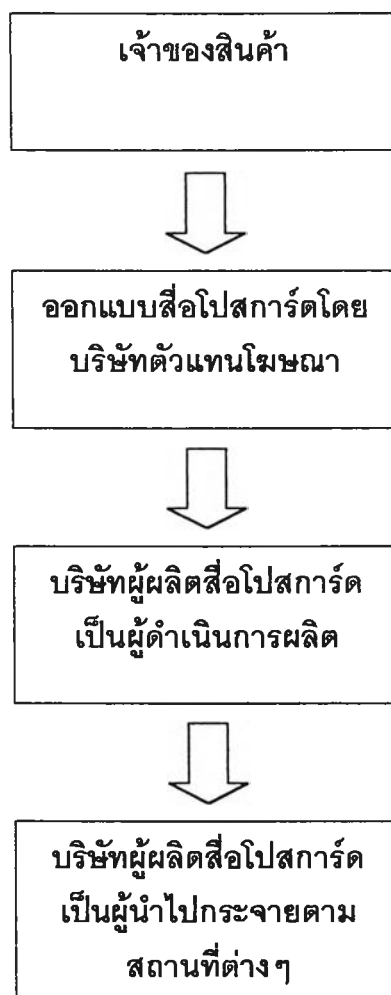 เจ้าของสินค้า
ออกแบบสื่อโปสการ์ดโดย
บริษัทตัวแทนโฆษณา
บริษัทผู้ผลิตสื่อโปสการ์ด
เป็นผู้ดำเนินการผลิต
บริษัทผู้ผลิตสื่อโปสการ์ด
เป็นผู้นำไปกระจายตาม
สถานที่ต่างๆ